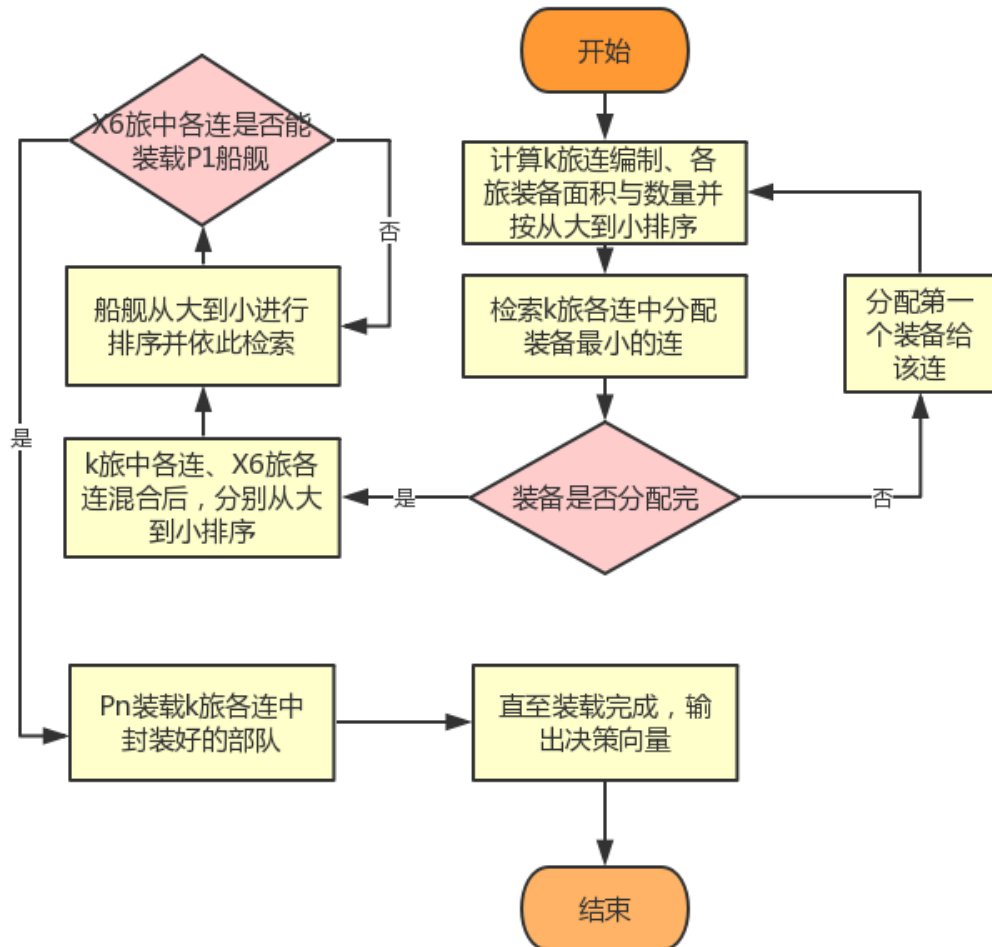 开始
计算k旅连编制、各
旅装备面积与数量并
按从大到小排序
检索k旅各连中分配
装备最小的连
装备是否分配完
否
分配第一
个装备给
该连
是
k旅中各连、X6旅各
连混合后，分别从大
到小排序
船舰从大到小进行
排序并依此检索
X6旅中各连是否能
装载P1船舰
否
是
Pn装载k旅各连中
封装好的部队
直至装载完成，输
出决策向量
结束